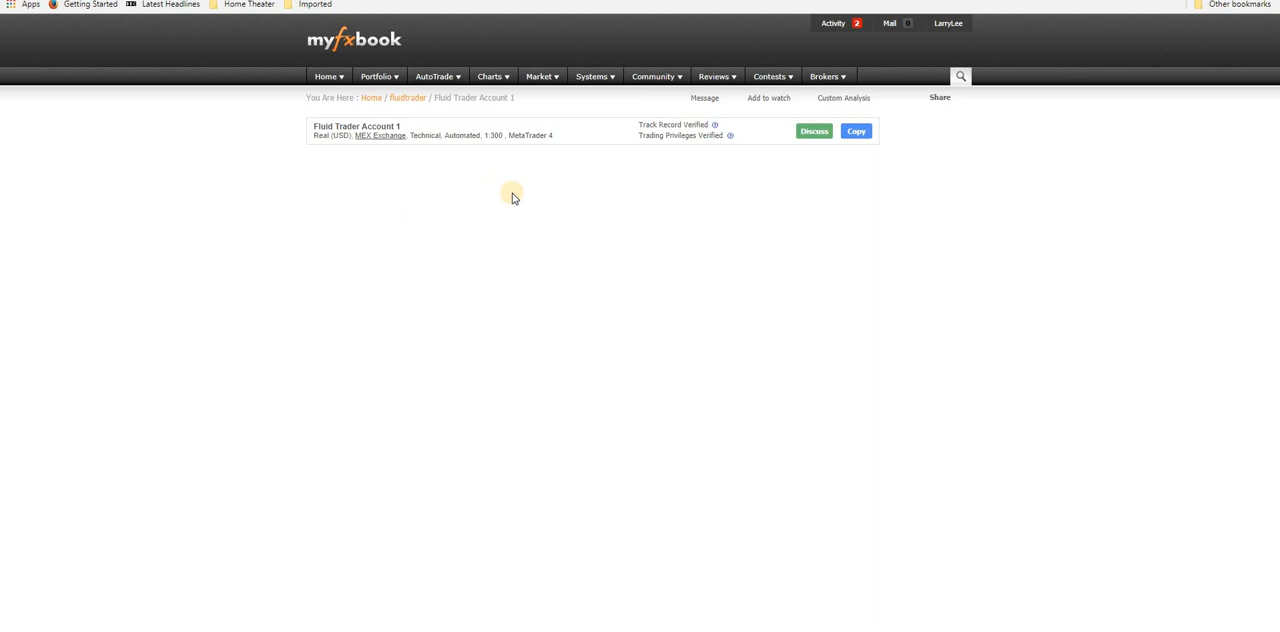 Apps Getting Started Latest Headlines Home Theater Imported Other bookmarks
Activity 2 Mail 0 LarryLee
myfxbook
Home Portfolio AutoTrade Charts Market Systems Community Reviews Contests Brokers
You Are Here : Home / fluidtrader / Fluid Trader Account 1 Message Add to watch Custom Analysis Share
Fluid Trader Account 1 Track Record Verified
Real (USD), MEX Exchange, Technical, Automated, 1:300 , MetaTrader 4 Trading Privileges Verified
Discuss Copy